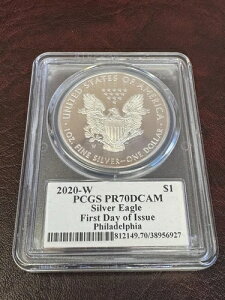 UNITED STATES OF AMERICA
W
1 OZ. FINE SILVER~ONE DOLLAR
2020-W $1
PCGS PR70DCAM
Silver Eagle
First Day of Issue
Philadelphia
812149.70/38956927